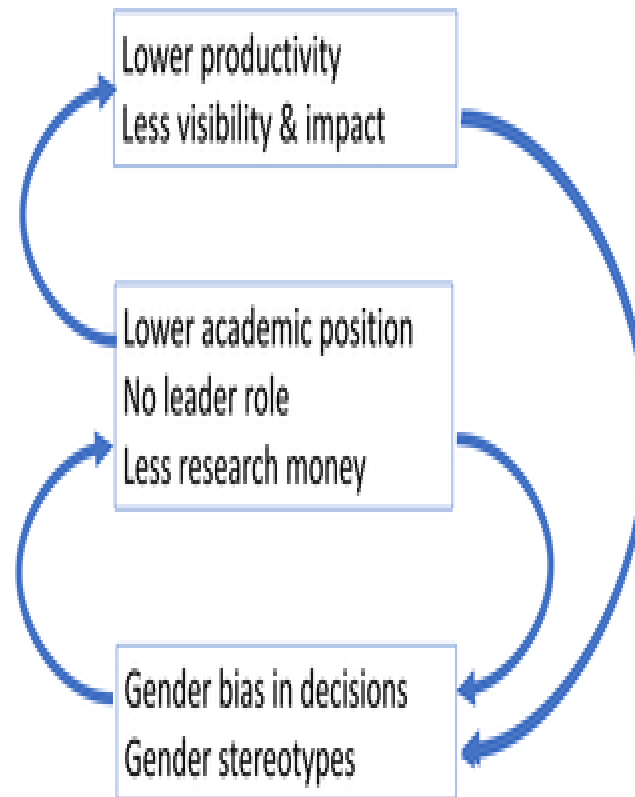 Lower productivity
Less visibility & impact
Lower academic position
No leader role
Less research money
Gender bias in decisions
Gender stereotypes